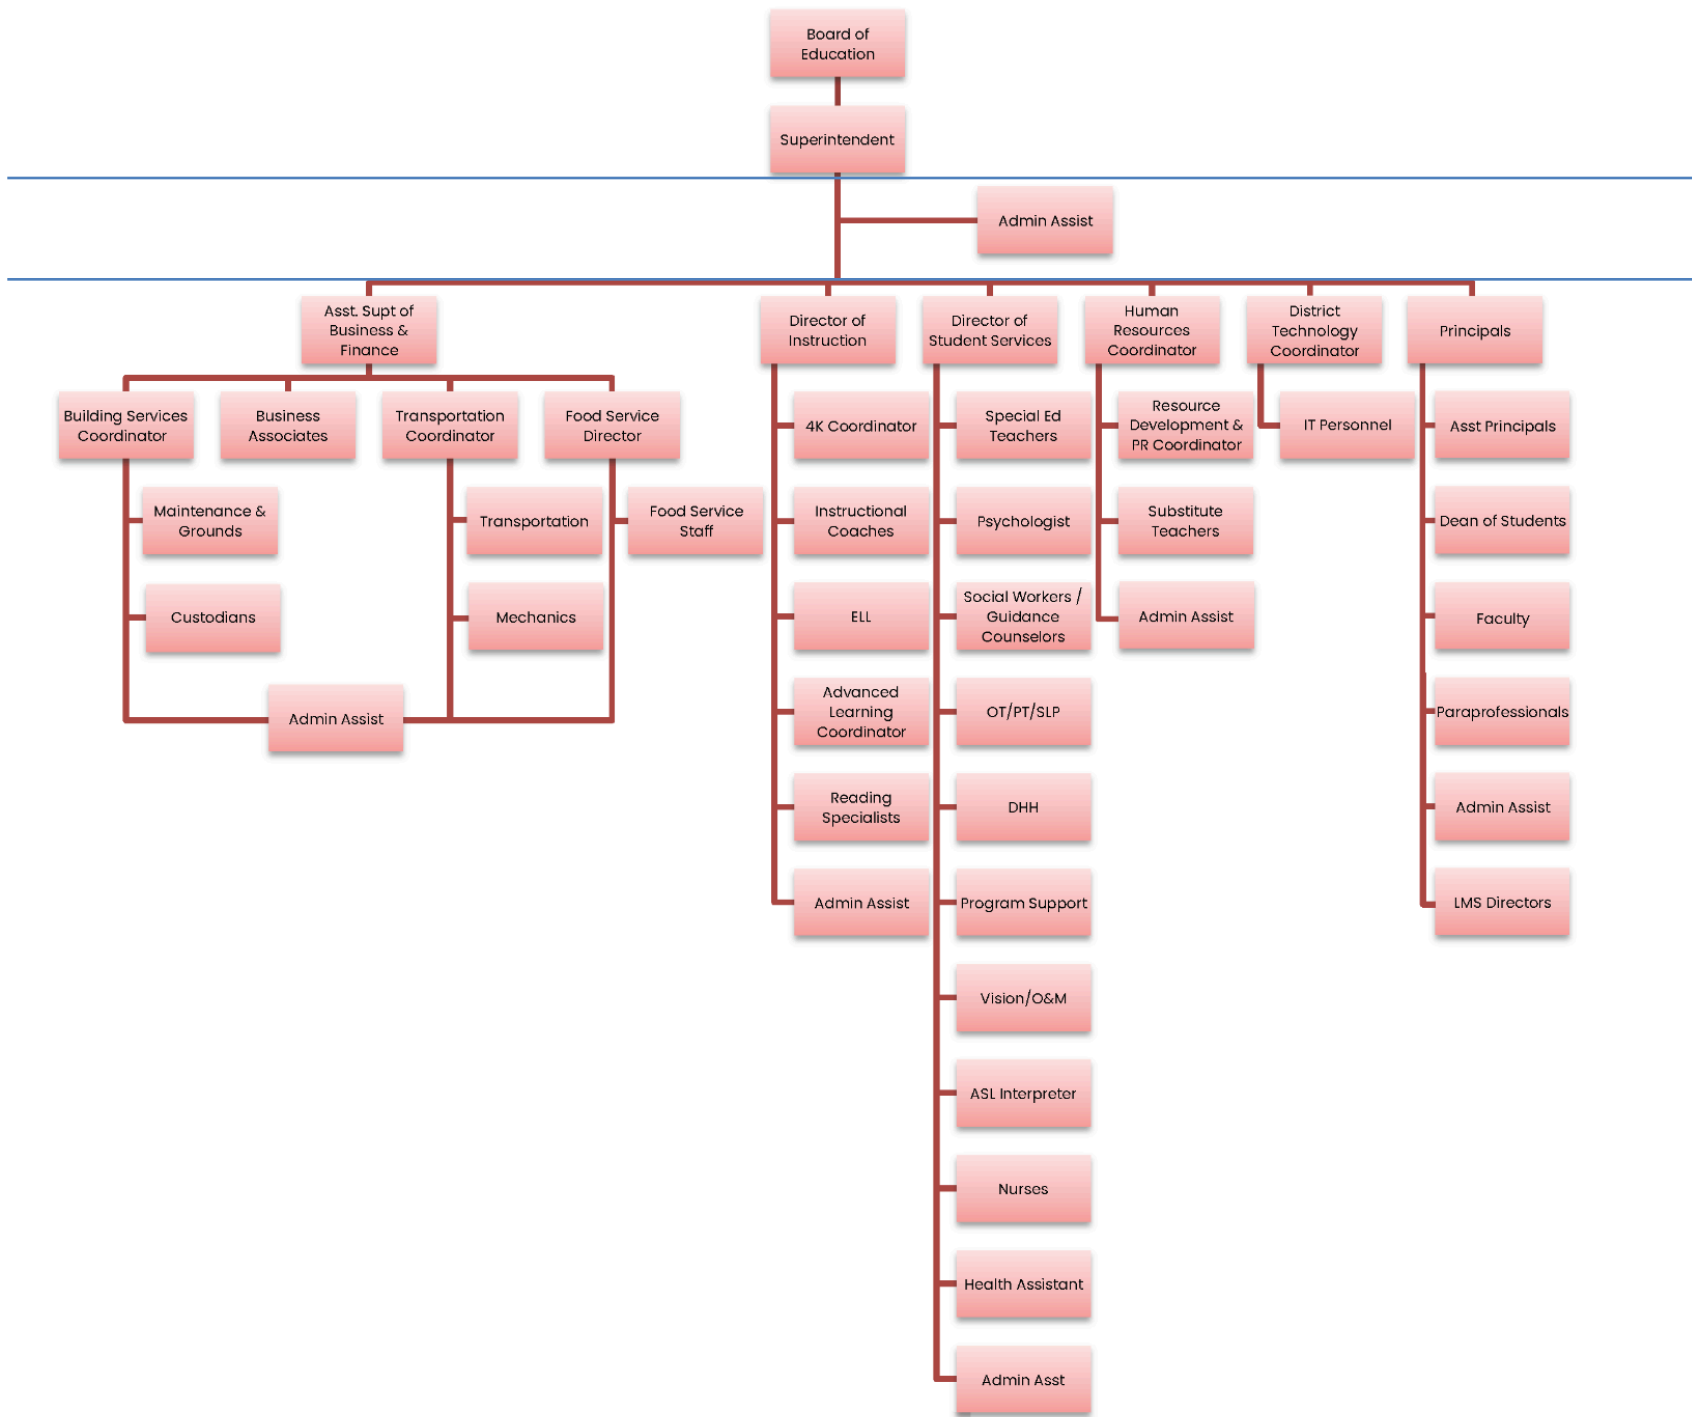 Board of
Education
Superintendent
Admin Assist
Asst. Supt of
Business &
Finance
Director of
Instruction
Director of
Student Services
Human
Resources
Coordinator
District
Technology
Coordinator
Principals
Building Services
Coordinator
Business
Associates
Transportation
Coordinator
Food Service
Director
Maintenance &
Grounds
Custodians
Transportation
Mechanics
Food Service
Staff
Admin Assist
4K Coordinator
Instructional
Coaches
ELL
Advanced
Learning
Coordinator
Reading
Specialists
Admin Assist
Special Ed
Teachers
Psychologist
Social Workers /
Guidance
Counselors
OT/PT/SLP
DHH
Program Support
Vision/O&M
ASL Interpreter
Nurses
Health Assistant
Admin Asst
Resource
Development &
PR Coordinator
Substitute
Teachers
Admin Assist
IT Personnel
Asst Principals
Dean of Students
Faculty
Paraprofessionals
Admin Assist
LMS Directors